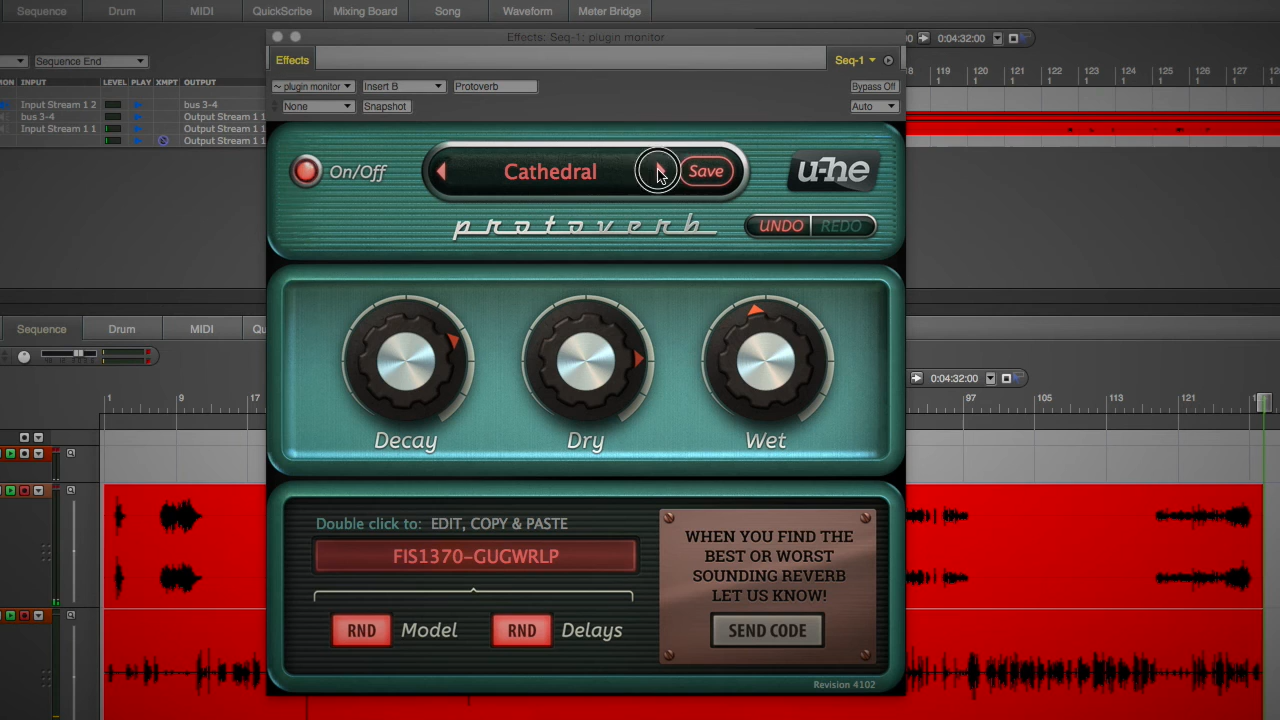 Sequence Drum MIDI QuickScribe Mixing Board Song Waveform Meter Bridge
Effects: Seq-1: plugin monitor
0:04:32:00
Sequence End
Effects
Seq-1
8 119 120 121 122 123 124 125 126 127
INPUT LEVEL PLAY XMPT OUTPUT
plugin monitor Insert B Protoverb Bypass Off
None Snapshot Auto
Input Stream 1 2 bus 3-4
bus 3-4 Output Stream 1 1
Input Stream 1 1 Output Stream 1 1
Output Stream 1 1
On/Off
Cathedral
Save
u-he
protoverb
UNDO REDO
Sequence Drum MIDI
0:04:32:00
1 9 17 97 105 113 121
Decay Dry Wet
Double click to: EDIT, COPY & PASTE
FIS1370-GUGWRLP
RND Model RND Delays
WHEN YOU FIND THE
BEST OR WORST
SOUNDING REVERB
LET US KNOW!
SEND CODE
Revision 4102